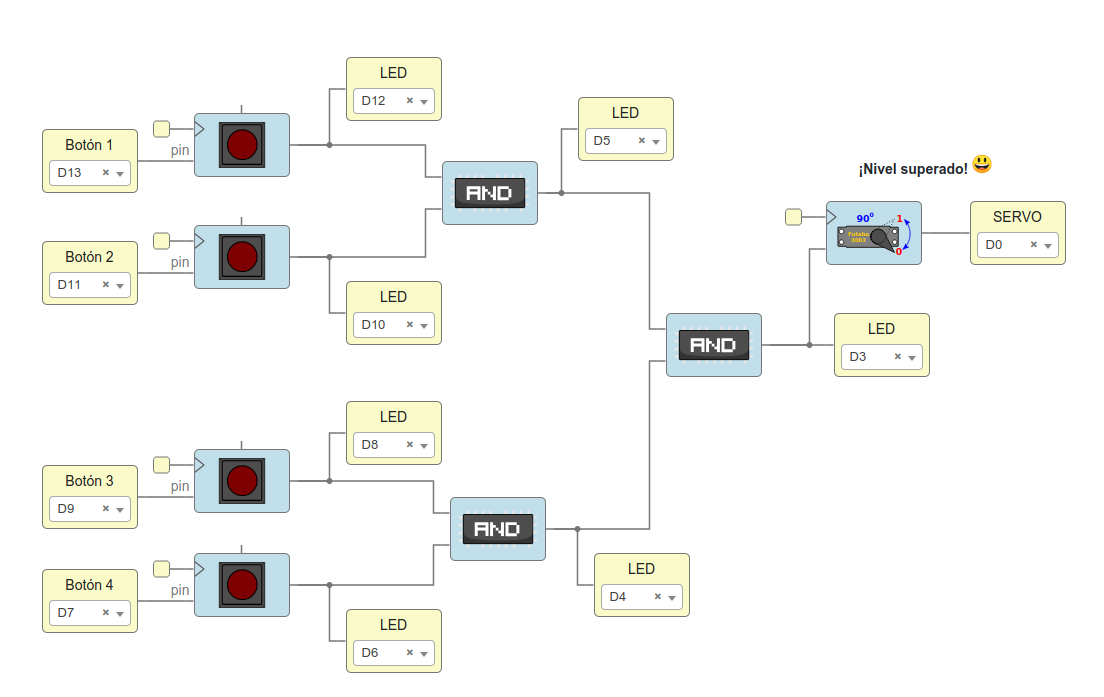 LED
D12
Botón 1
D13
pin
AND
LED
D5
Botón 2
D11
pin
LED
D10
¡Nivel superado! 😃
90⁰
1
0
Futaba
3003
SERVO
D0
AND
LED
D3
LED
D8
Botón 3
D9
pin
AND
Botón 4
D7
pin
LED
D6
LED
D4